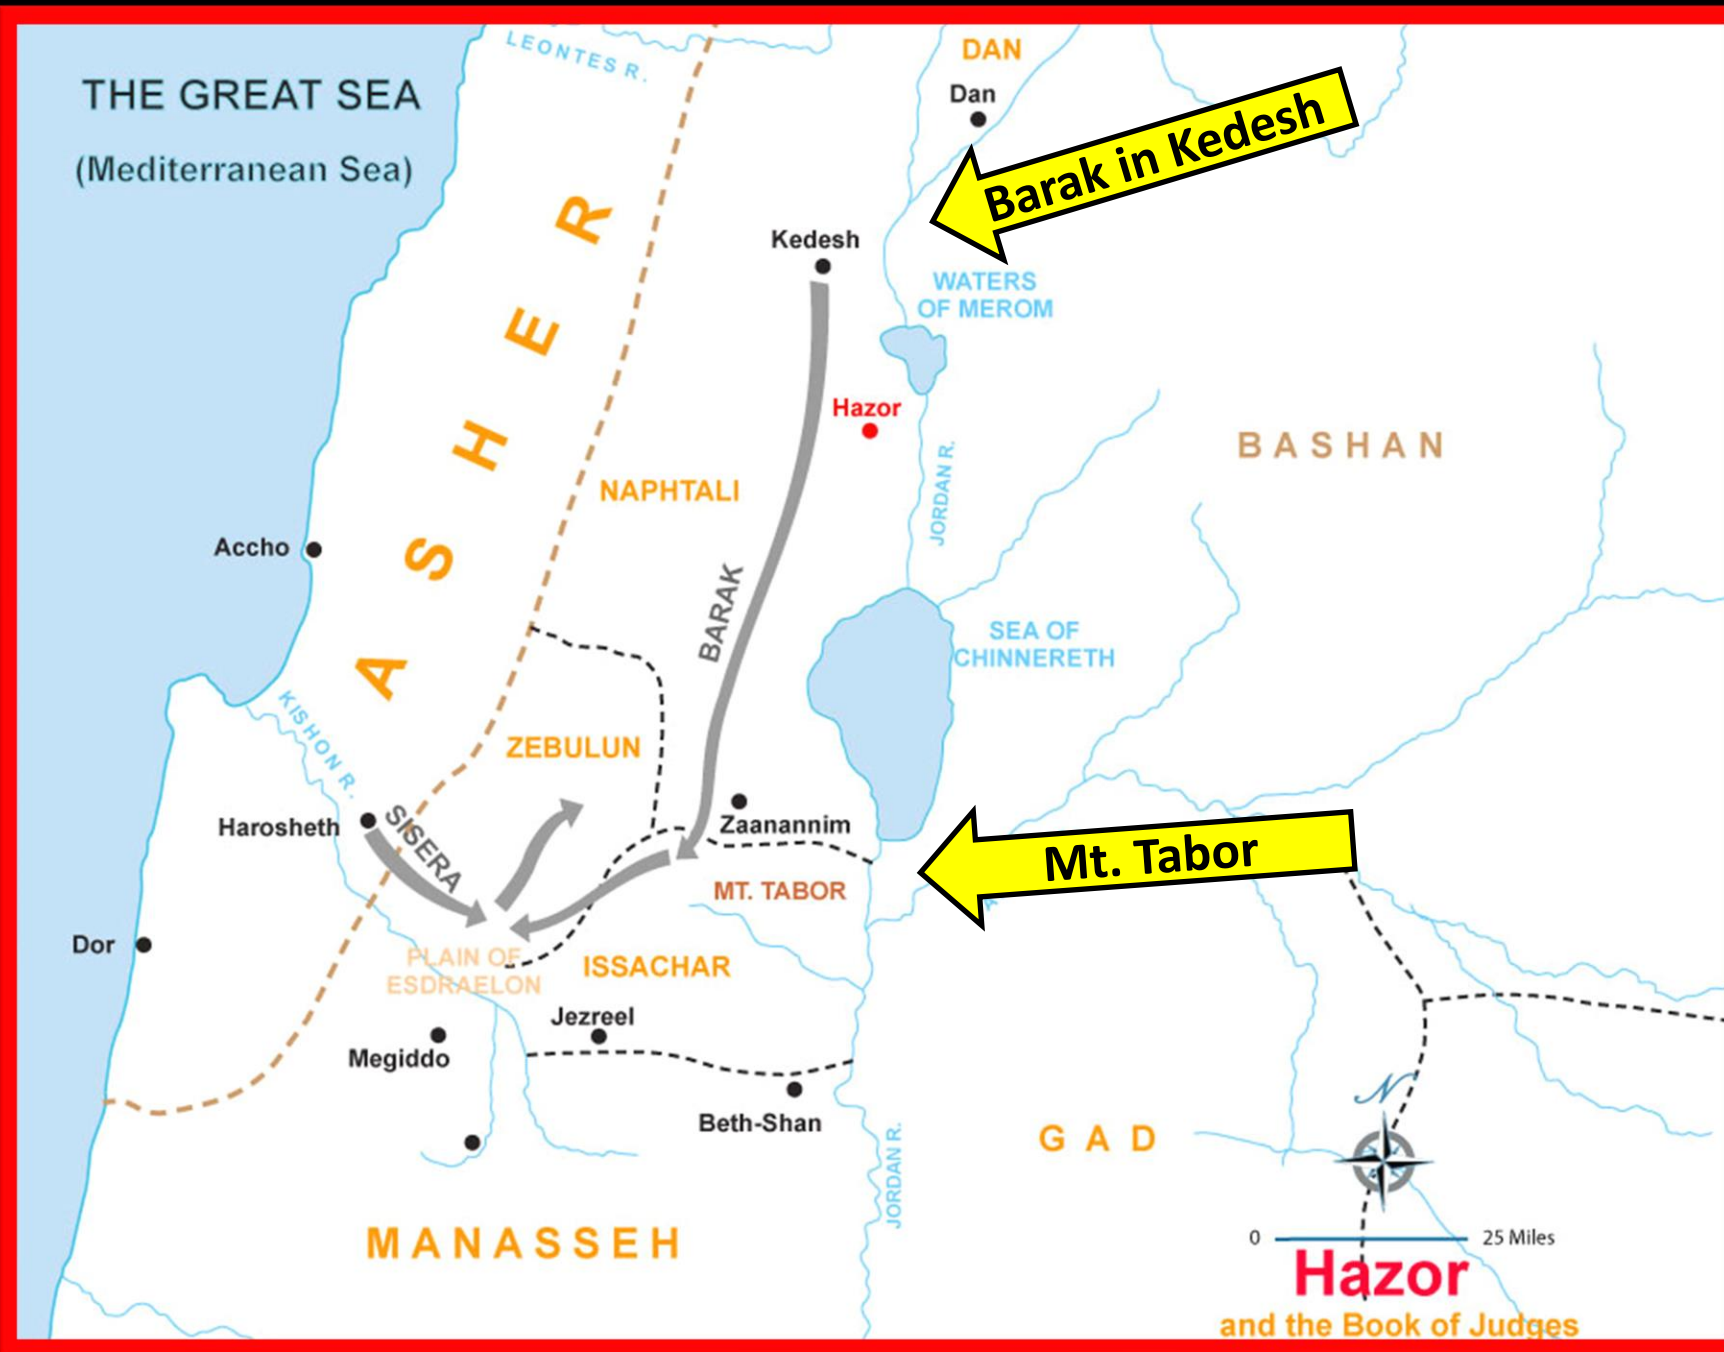 LEONTES R.
DAN
THE GREAT SEA
Dan
Barak in Kedesh
(Mediterranean Sea)
ASHER
Kedesh
WATERS
OF MEROM
Hazor
BASHAN
NAPHTALI
JORDAN R.
Accho
BARAK
SEA OF
CHINNERETH
KISHON R.
ZEBULUN
Harosheth
SISERA
Zaanannim
Mt. Tabor
MT. TABOR
Dor
PLAIN OF
ESDRAELON
ISSACHAR
Jezreel
Megiddo
Beth-Shan
JORDAN R.
GAD
N
MANASSEH
0 25 Miles
Hazor
and the Book of Judges